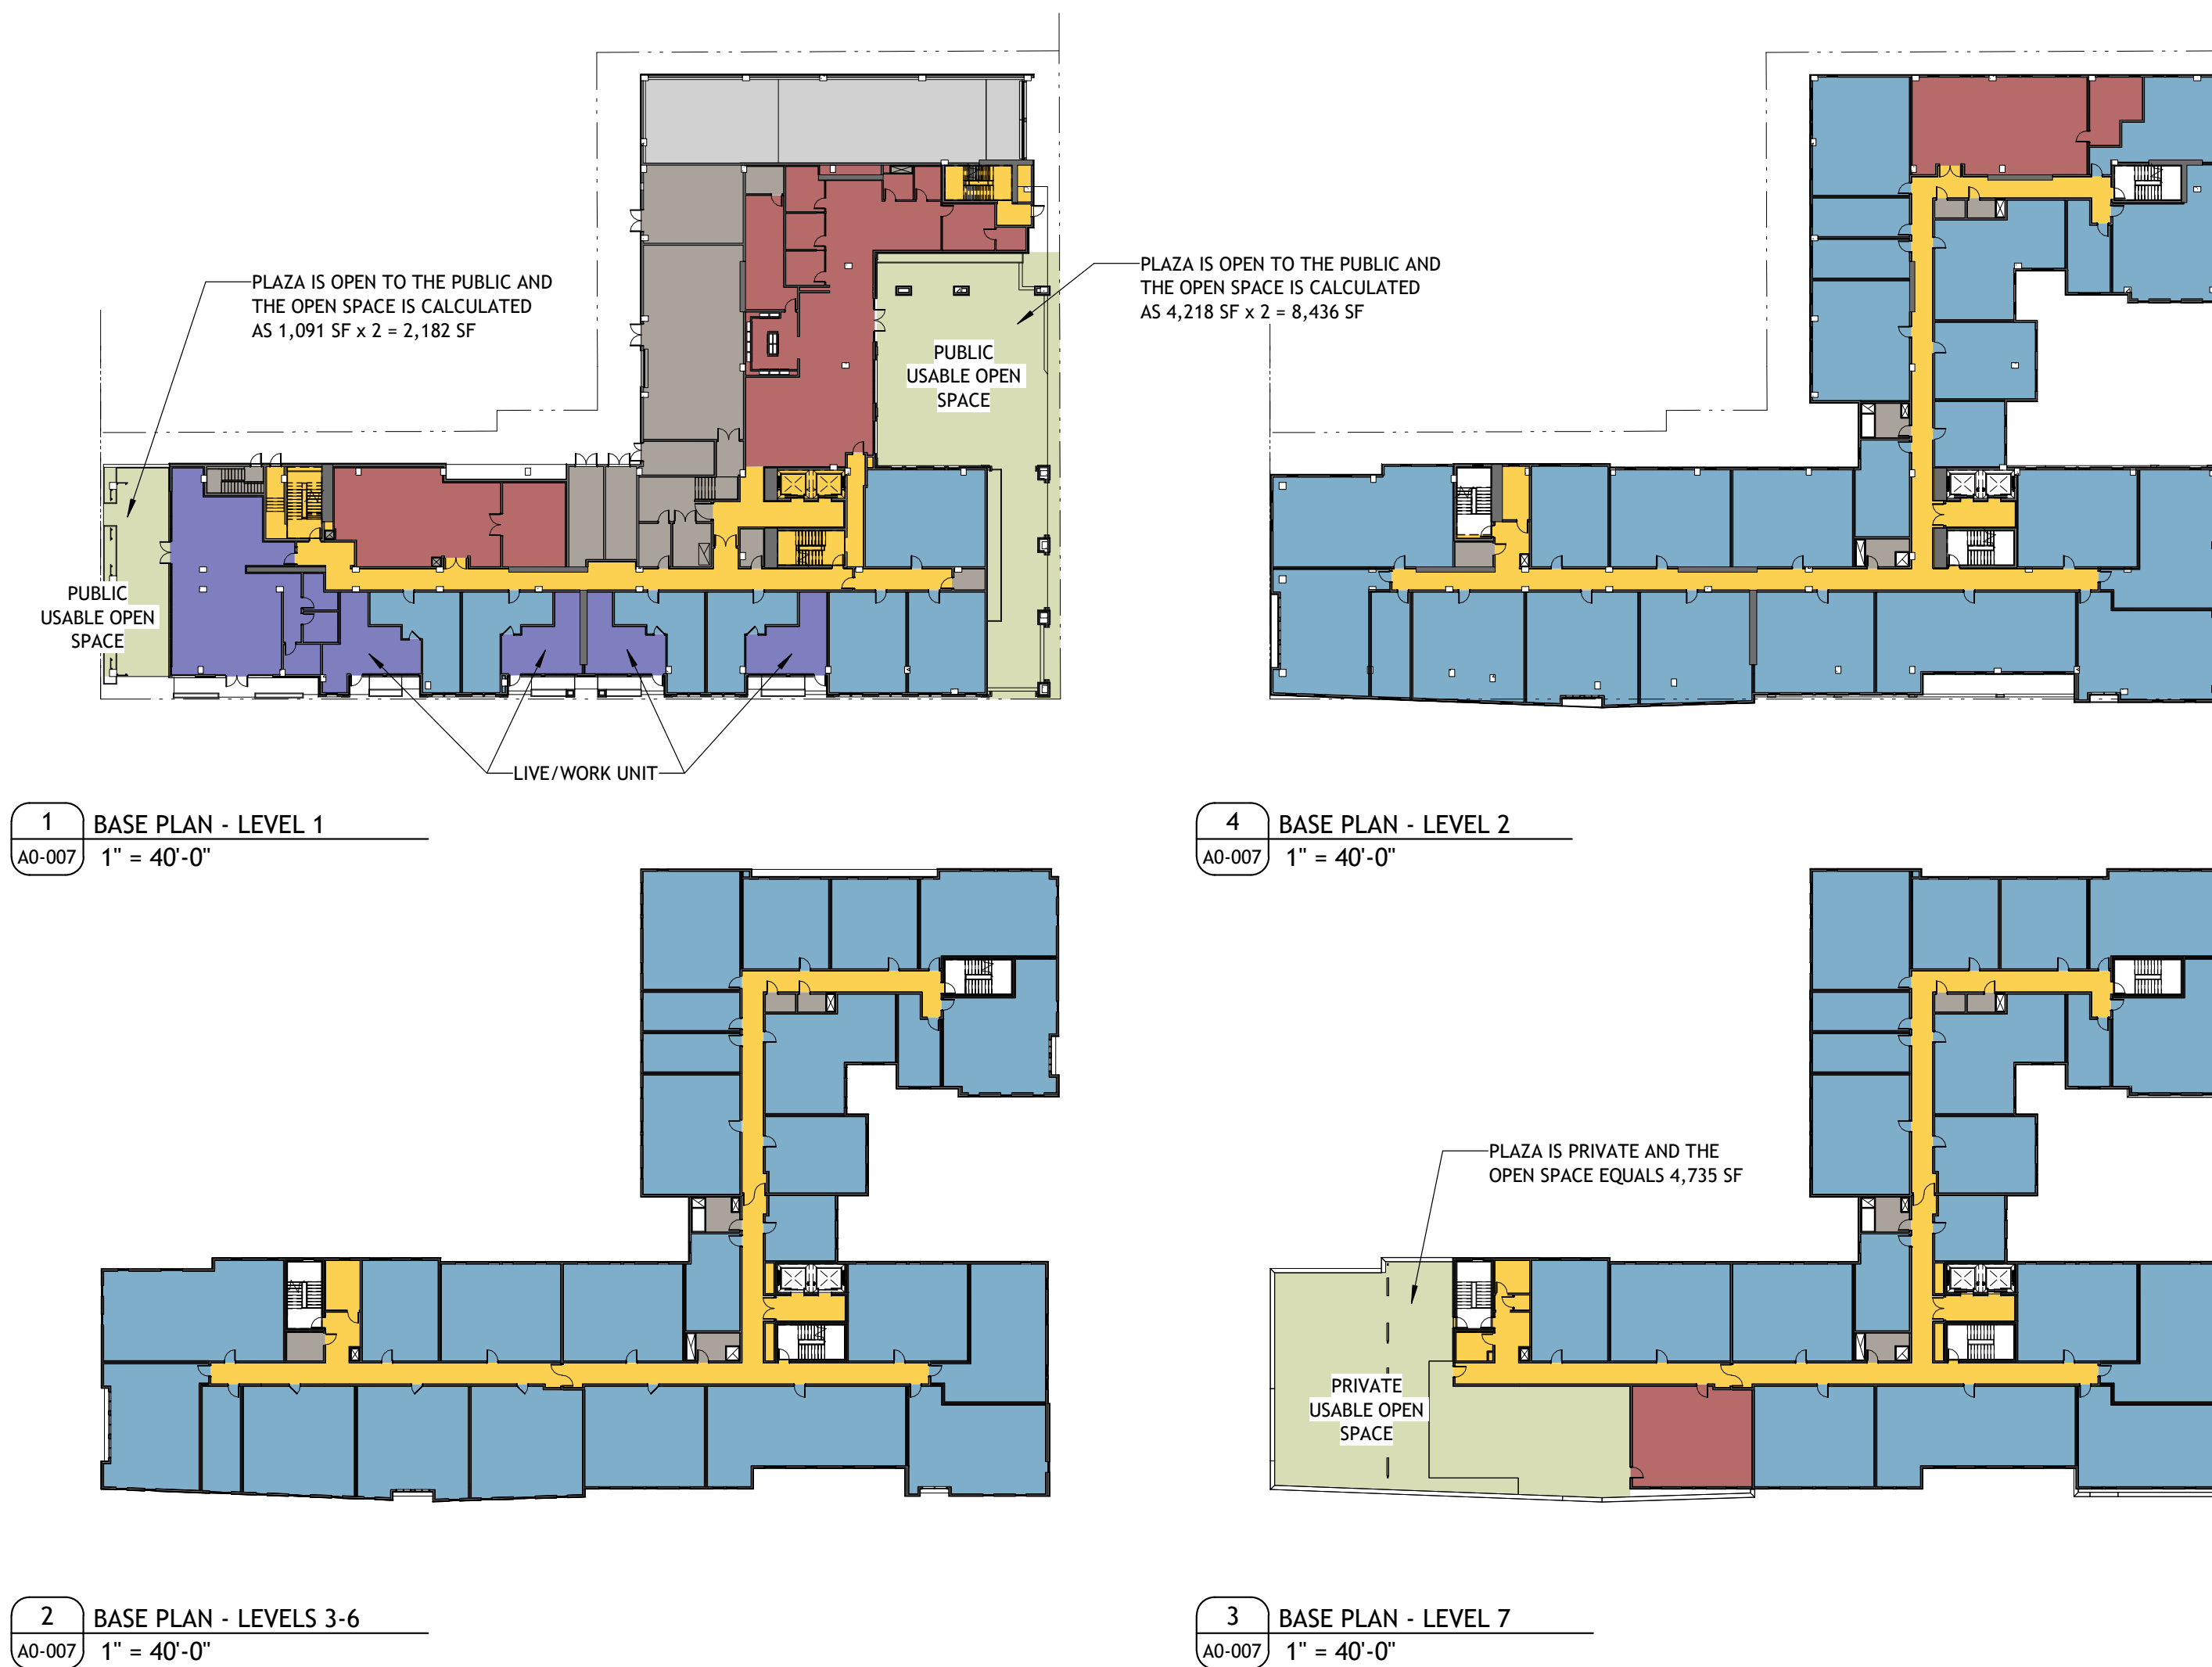 PLAZA IS OPEN TO THE PUBLIC AND
THE OPEN SPACE IS CALCULATED
AS 1,091 SF x 2 = 2,182 SF
PLAZA IS OPEN TO THE PUBLIC AND
THE OPEN SPACE IS CALCULATED
AS 4,218 SF x 2 = 8,436 SF
PUBLIC
USABLE OPEN
SPACE
PUBLIC
USABLE OPEN
SPACE
LIVE/WORK UNIT
1
A0-007
BASE PLAN - LEVEL 1
1" = 40'-0"
4
A0-007
BASE PLAN - LEVEL 2
1" = 40'-0"
PLAZA IS PRIVATE AND THE
OPEN SPACE EQUALS 4,735 SF
PRIVATE
USABLE OPEN
SPACE
2
A0-007
BASE PLAN - LEVELS 3-6
1" = 40'-0"
3
A0-007
BASE PLAN - LEVEL 7
1" = 40'-0"